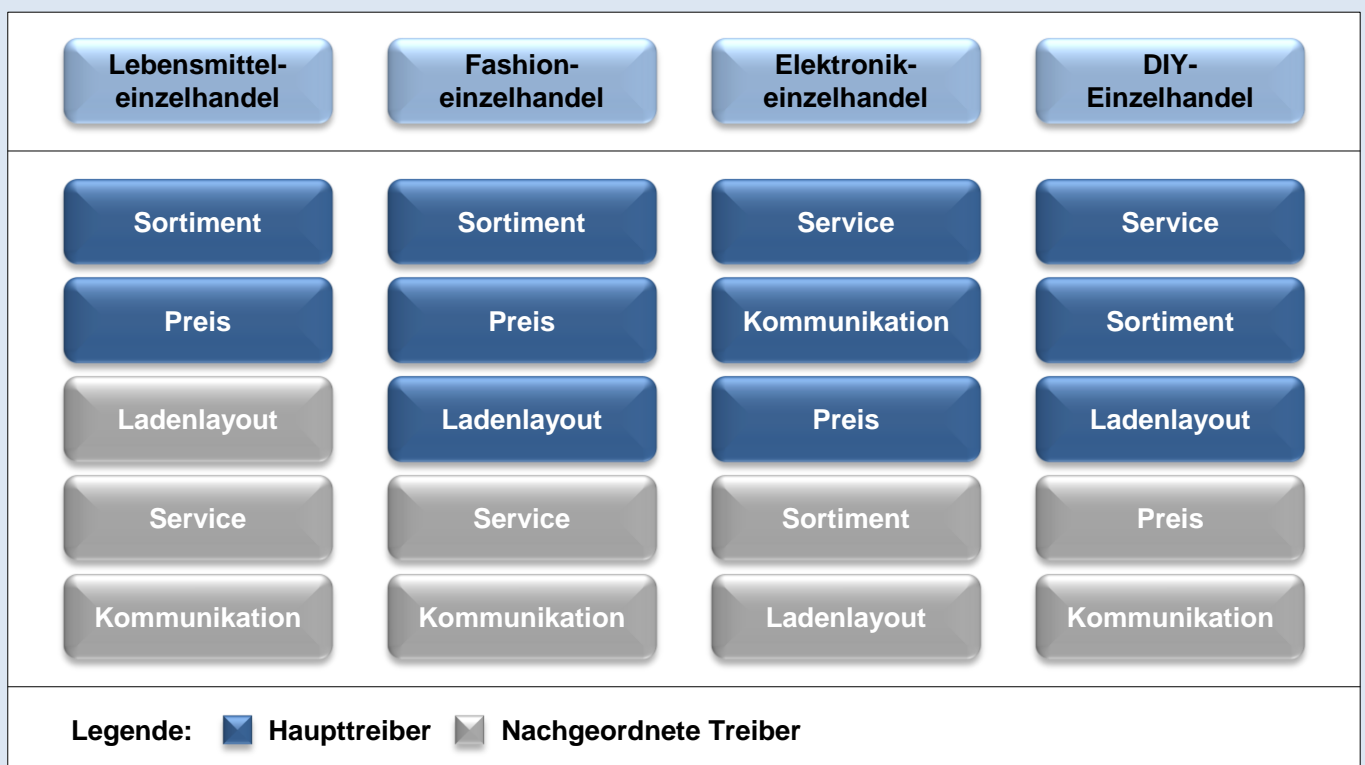 Lebensmittel-
einzelhandel
Fashion-
einzelhandel
Elektronik-
einzelhandel
DIY-
Einzelhandel
Sortiment
Sortiment
Service
Service
Preis
Preis
Kommunikation
Sortiment
Ladenlayout
Ladenlayout
Preis
Ladenlayout
Service
Service
Sortiment
Preis
Kommunikation
Kommunikation
Ladenlayout
Kommunikation
Legende: Haupttreiber Nachgeordnete Treiber